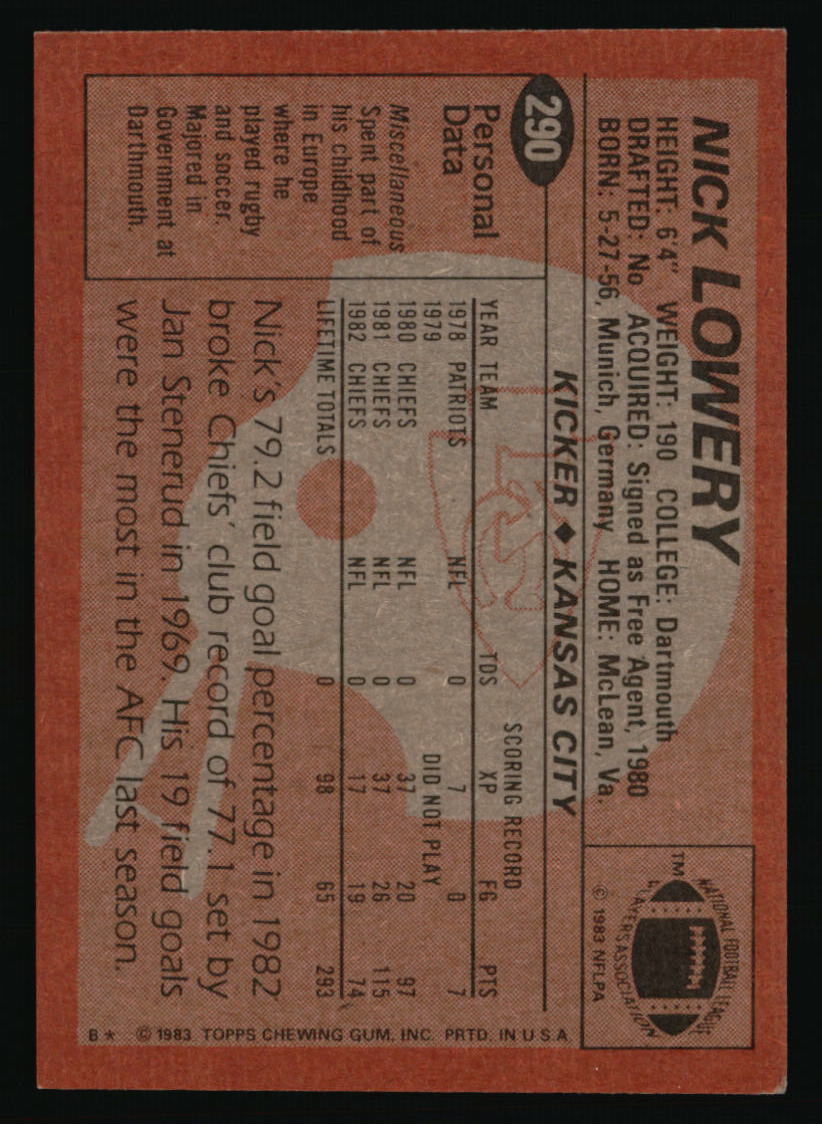 NICK LOWERY
HEIGHT: 6'4" WEIGHT: 190 COLLEGE: Dartmouth
DRAFTED: No ACQUIRED: Signed as Free Agent, 1980
BORN: 5-27-56, Munich, Germany HOME: McLean, Va.
TM
NATIONAL FOOTBALL LEAGUE
PLAYERS ASSOCIATION
© 1983 NFLPA
290
KICKER ♦ KANSAS CITY
Personal
Data
Miscellaneous
Spent part of
his childhood
in Europe
where he
played rugby
and soccer.
Majored in
Government at
Darthmouth.
SCORING RECORD
YEAR TEAM TDS XP FG PTS
1978 PATRIOTS NFL 0 7 0 7
1979 DID NOT PLAY
1980 CHIEFS NFL 0 37 20 97
1981 CHIEFS NFL 0 37 26 115
1982 CHIEFS NFL 0 17 19 74
LIFETIME TOTALS 0 98 65 293
Nick's 79.2 field goal percentage in 1982
broke Chiefs' club record of 77.1 set by
Jan Stenerud in 1969. His 19 field goals
were the most in the AFC last season.
B* © 1983 TOPPS CHEWING GUM, INC. PRTD. IN U.S.A.
KC